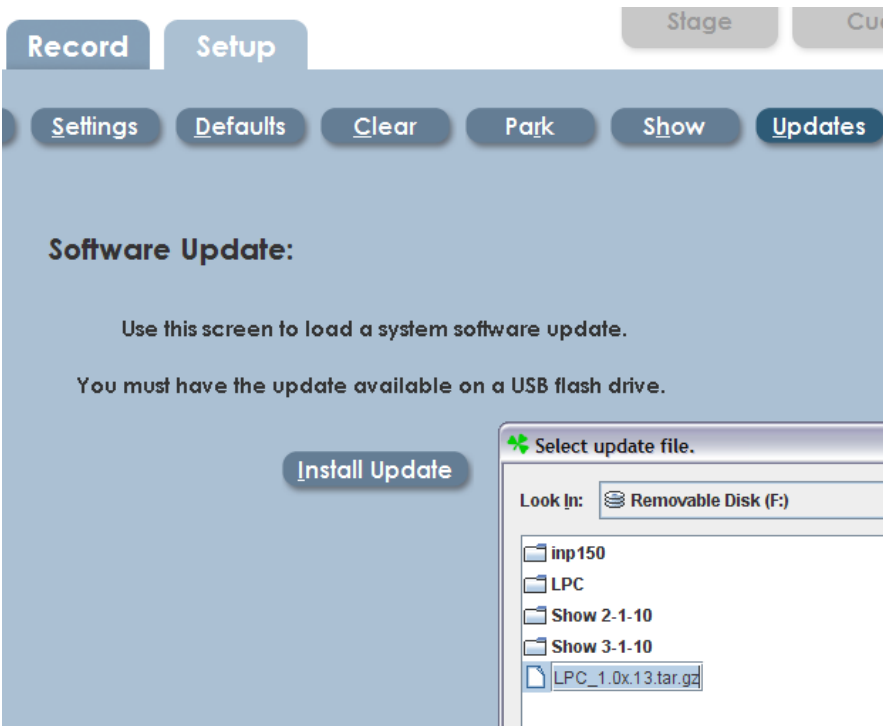 Stage
Record Setup
Settings Defaults Clear Park Show Updates
Software Update:
Use this screen to load a system software update.
You must have the update available on a USB flash drive.
Select update file.
Install Update
Look In: Removable Disk (F:)
inp150
LPC
Show 2-1-10
Show 3-1-10
LPC_1.0x.13.tar.gz